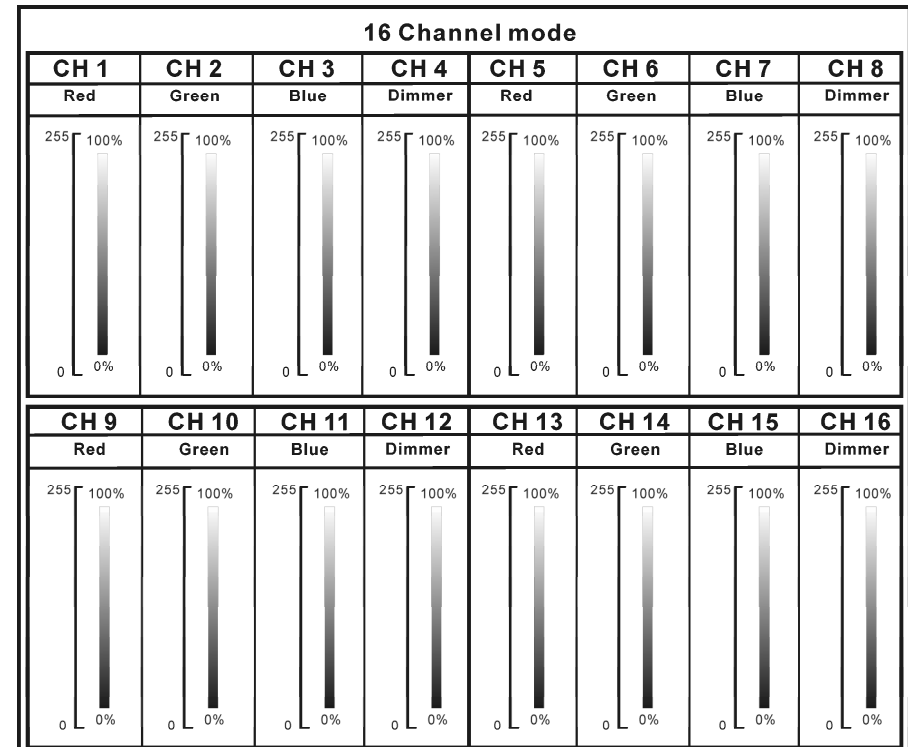 16 Channel mode
CH 1 CH 2 CH 3 CH 4 CH 5 CH 6 CH 7 CH 8
Red Green Blue Dimmer Red Green Blue Dimmer
255 100% 255 100% 255 100% 255 100% 255 100% 255 100% 255 100% 255 100%
0 0% 0 0% 0 0% 0 0% 0 0% 0 0% 0 0% 0 0%
CH 9 CH 10 CH 11 CH 12 CH 13 CH 14 CH 15 CH 16
Red Green Blue Dimmer Red Green Blue Dimmer
255 100% 255 100% 255 100% 255 100% 255 100% 255 100% 255 100% 255 100%
0 0% 0 0% 0 0% 0 0% 0 0% 0 0% 0 0% 0 0%